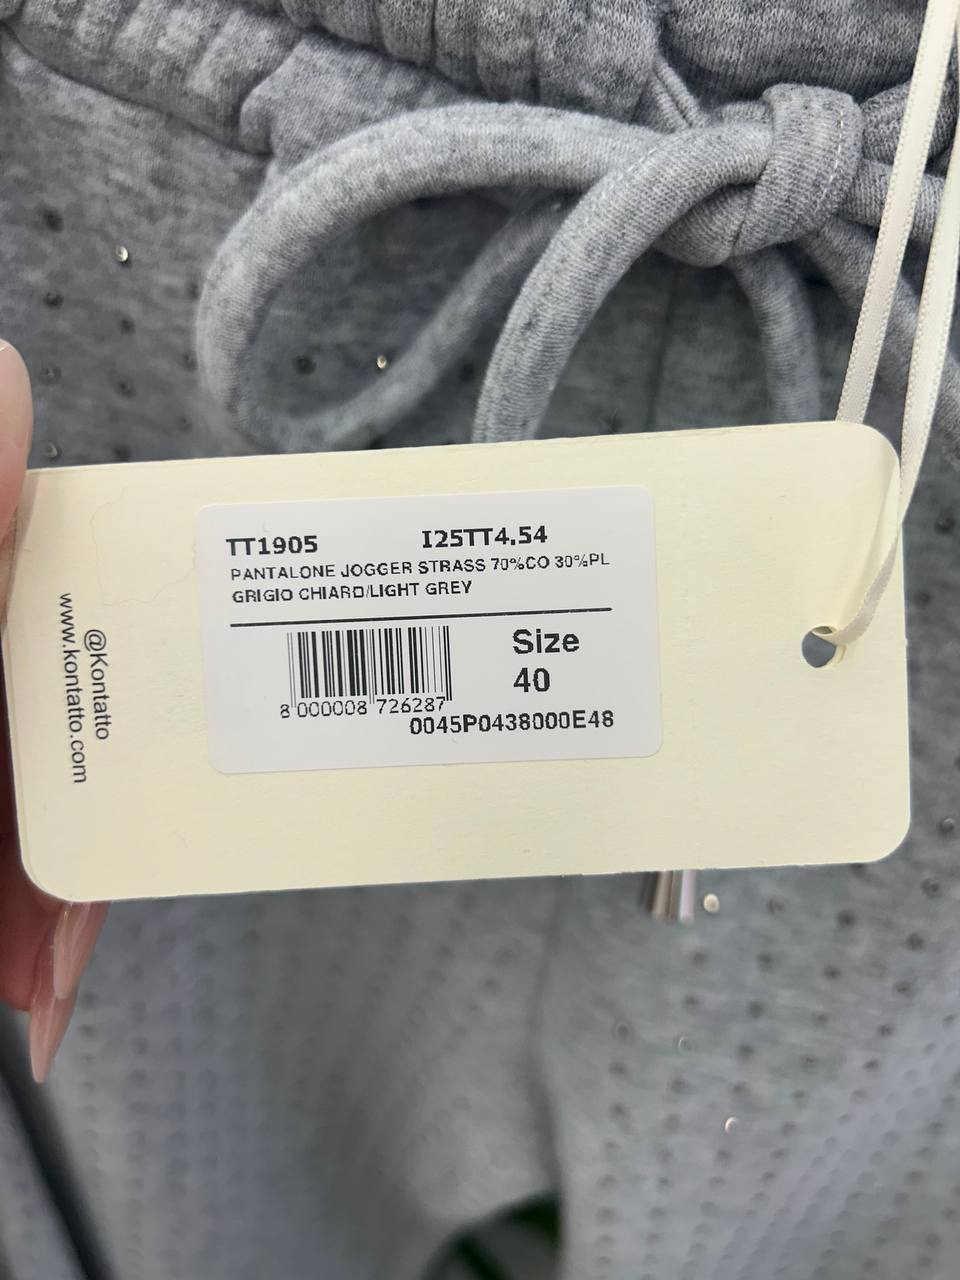 TT1905 I25TT4.54
PANTALONE JOGGER STRASS 70%CO 30%PL
GRIGIO CHIARO/LIGHT GREY
Size
40
8 000008 726287
0045P0438000E48
@Kontatto
www.kontatto.com